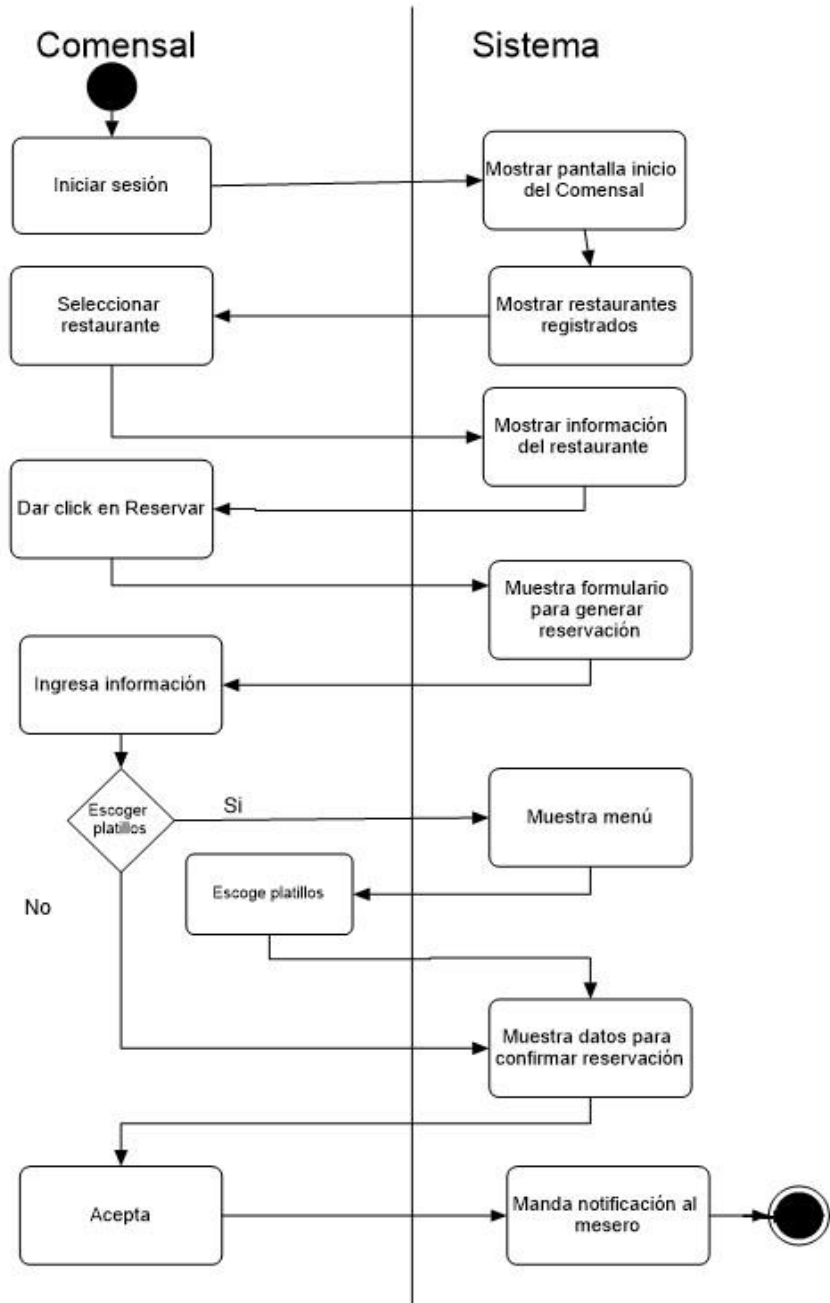 Comensal
Sistema
Iniciar sesión
Mostrar pantalla inicio
del Comensal
Seleccionar
restaurante
Mostrar restaurantes
registrados
Mostrar información
del restaurante
Dar click en Reservar
Muestra formulario
para generar
reservación
Ingresa información
Escoger
platillos
Si
Muestra menú
No
Escoge platillos
Muestra datos para
confirmar reservación
Acepta
Manda notificación al
mesero